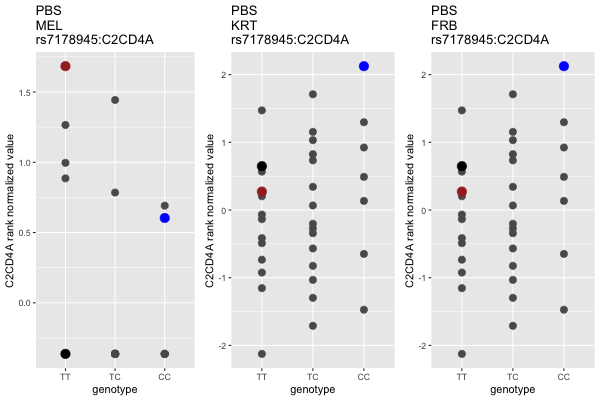 PBS
MEL
rs7178945:C2CD4A
C2CD4A rank normalized value
1.5
1.0
0.5
0.0
TT TC CC
genotype
PBS
KRT
rs7178945:C2CD4A
C2CD4A rank normalized value
2
1
0
-1
-2
TT TC CC
genotype
PBS
FRB
rs7178945:C2CD4A
C2CD4A rank normalized value
2
1
0
-1
-2
TT TC CC
genotype